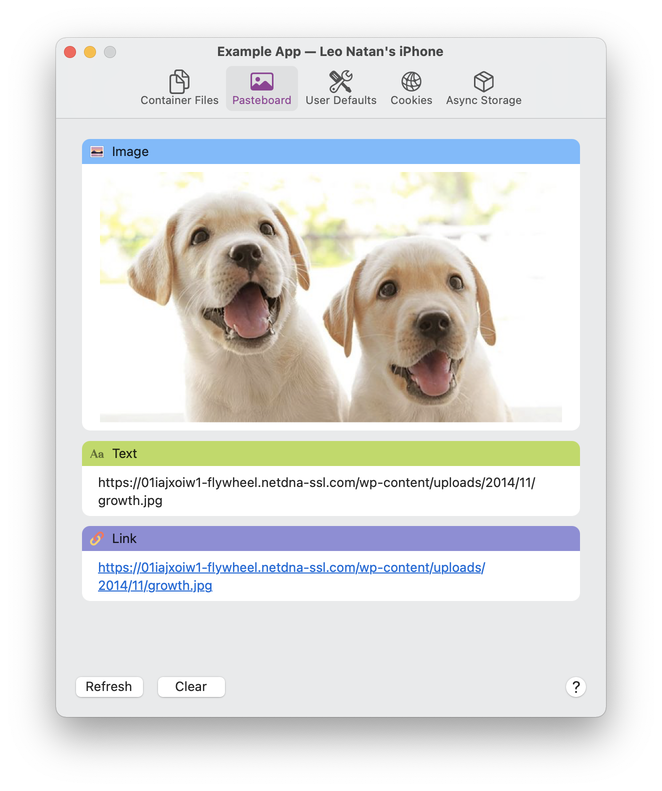 Example App — Leo Natan's iPhone
Container Files
Pasteboard
User Defaults
Cookies
Async Storage
Image
Aa Text
https://01iajxoiw1-flywheel.netdna-ssl.com/wp-content/uploads/2014/11/
growth.jpg
Link
https://01iajxoiw1-flywheel.netdna-ssl.com/wp-content/uploads/
2014/11/growth.jpg
Refresh
Clear
?